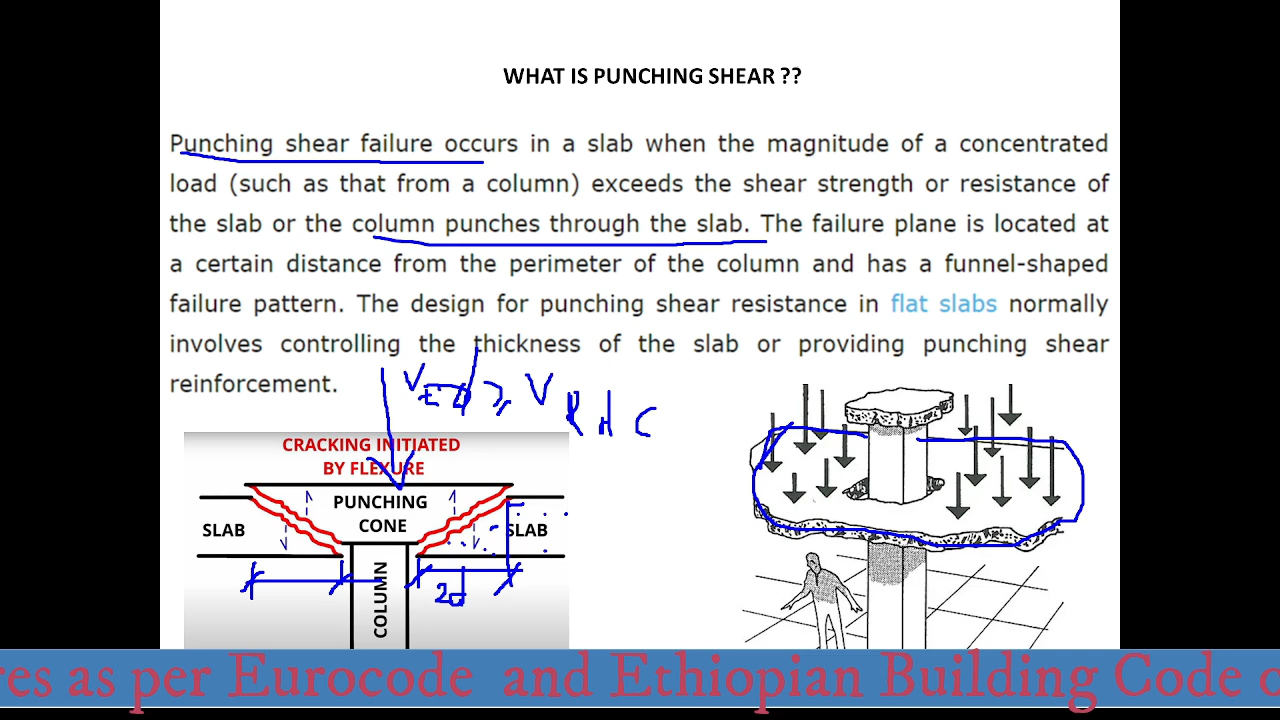 WHAT IS PUNCHING SHEAR ??
Punching shear failure occurs in a slab when the magnitude of a concentrated
load (such as that from a column) exceeds the shear strength or resistance of
the slab or the column punches through the slab. The failure plane is located at
a certain distance from the perimeter of the column and has a funnel-shaped
failure pattern. The design for punching shear resistance in flat slabs normally
involves controlling the thickness of the slab or providing punching shear
reinforcement.
VEd ≥ VRdC
CRACKING INITIATED
BY FLEXURE
PUNCHING
CONE
SLAB
SLAB
COLUMN
2d
res as per Eurocode and Ethiopian Building Code o